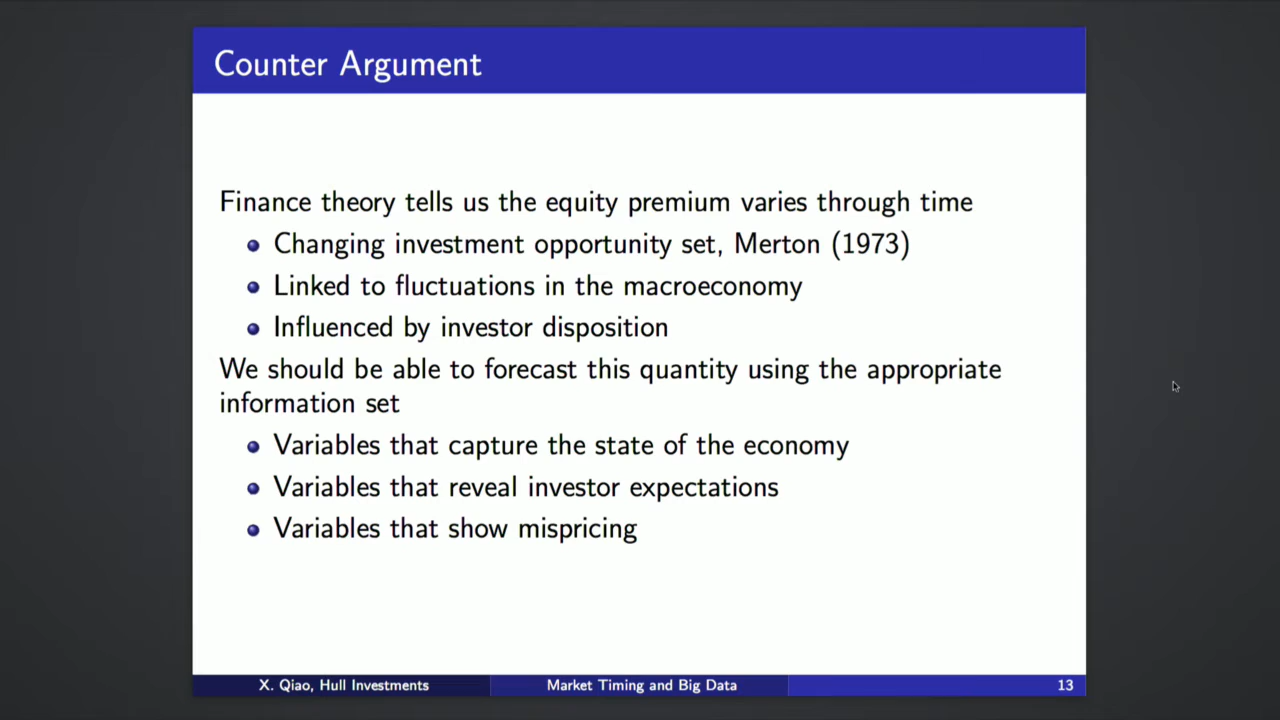 Counter Argument
Finance theory tells us the equity premium varies through time
Changing investment opportunity set, Merton (1973)
Linked to fluctuations in the macroeconomy
Influenced by investor disposition
We should be able to forecast this quantity using the appropriate
information set
Variables that capture the state of the economy
Variables that reveal investor expectations
Variables that show mispricing
X. Qiao, Hull Investments
Market Timing and Big Data
13